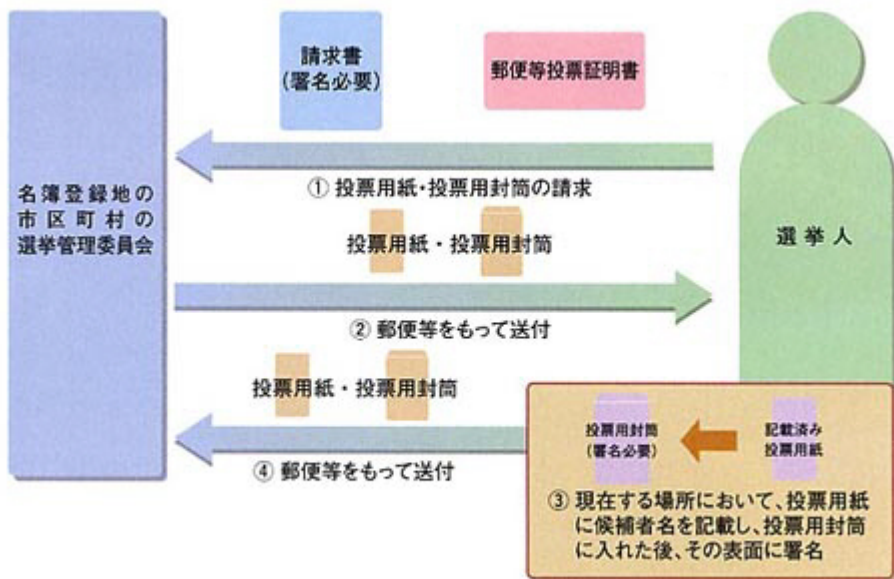 請求書
(署名必要)
郵便等投票証明書
① 投票用紙・投票用封筒の請求
名簿登録地の
市区町村の
選挙管理委員会
選挙人
投票用紙・投票用封筒
② 郵便等をもって送付
投票用紙・投票用封筒
④ 郵便等をもって送付
投票用封筒
(署名必要)
記載済み
投票用紙
③ 現在する場所において、投票用紙
に候補者名を記載し、投票用封筒
に入れた後、その表面に署名